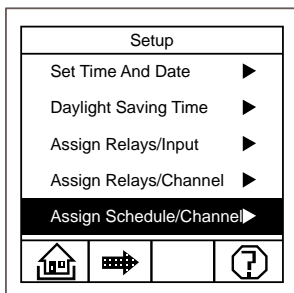 Setup
Set Time And Date
Daylight Saving Time
Assign Relays/Input
Assign Relays/Channel
Assign Schedule/Channel
?